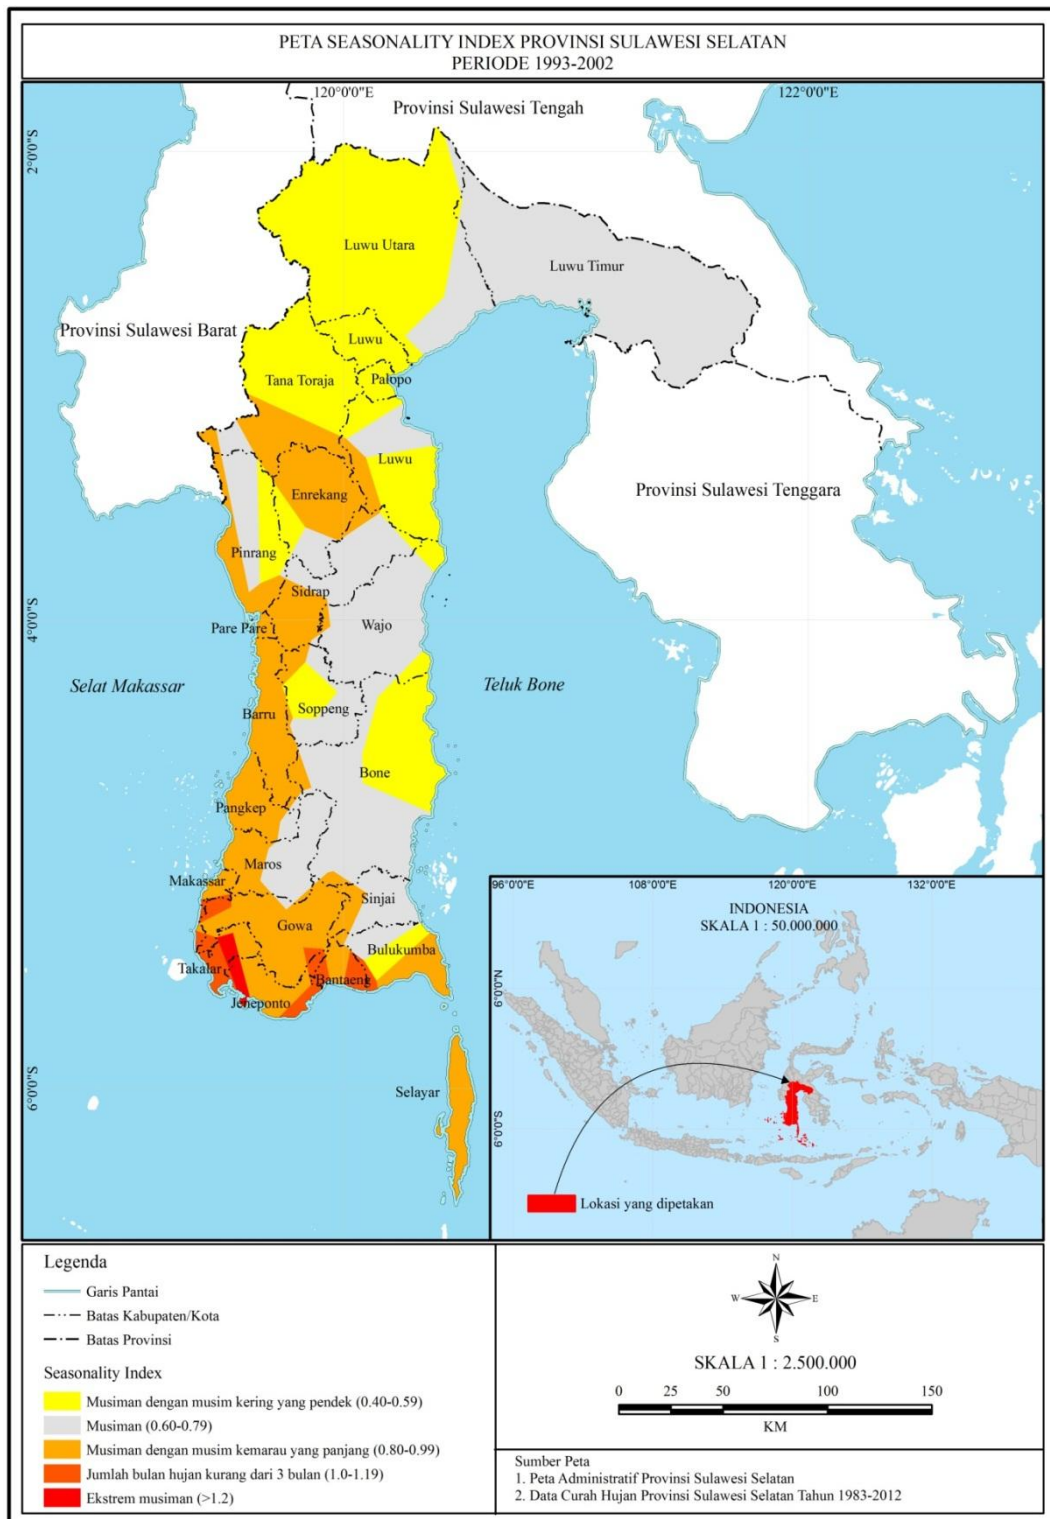 PETA SEASONALITY INDEX PROVINSI SULAWESI SELATAN
PERIODE 1993-2002
120°0'0"E
122°0'0"E
Provinsi Sulawesi Tengah
2°0'0"S
Luwu Utara
Luwu Timur
Provinsi Sulawesi Barat
Luwu
Tana Toraja
Palopo
Luwu
Enrekang
Provinsi Sulawesi Tenggara
Pinrang
Sidrap
4°0'0"S
Pare Pare
Wajo
Selat Makassar
Teluk Bone
Soppeng
Barru
Bone
Pangkep
Maros
Makassar
Sinjai
Gowa
Bulukumba
Takalar
Bantaeng
Jeneponto
Selayar
6°0'0"S
96°0'0"E
108°0'0"E
120°0'0"E
132°0'0"E
INDONESIA
SKALA 1 : 50.000.000
6°0'0"N
6°0'0"S
Lokasi yang dipetakan
Legenda
Garis Pantai
Batas Kabupaten/Kota
Batas Provinsi
Seasonality Index
Musiman dengan musim kering yang pendek (0.40-0.59)
Musiman (0.60-0.79)
Musiman dengan musim kemarau yang panjang (0.80-0.99)
Jumlah bulan hujan kurang dari 3 bulan (1.0-1.19)
Ekstrem musiman (>1.2)
N
W
E
S
SKALA 1 : 2.500.000
0 25 50 100 150
KM
Sumber Peta
1. Peta Administratif Provinsi Sulawesi Selatan
2. Data Curah Hujan Provinsi Sulawesi Selatan Tahun 1983-2012